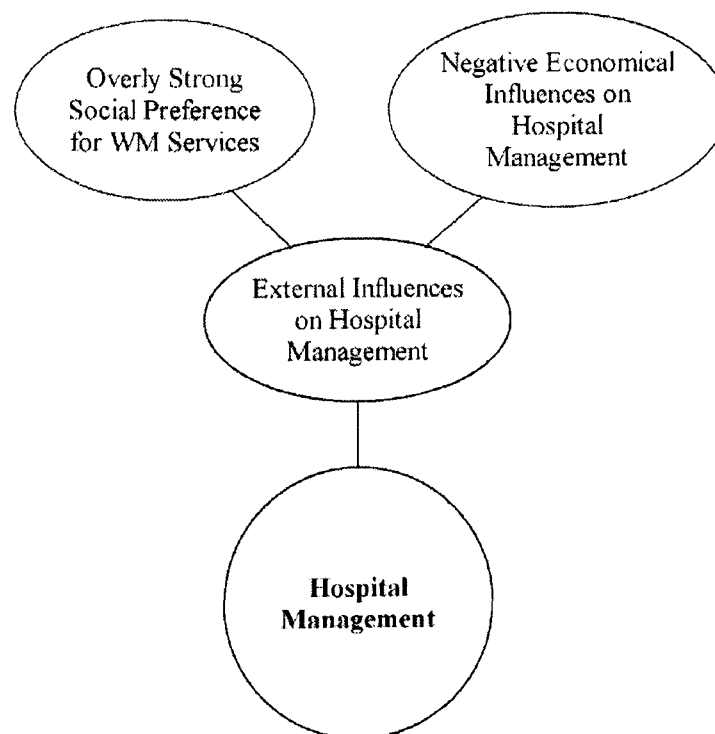 Overly Strong
Social Preference
for WM Services
Negative Economical
Influences on
Hospital
Management
External Influences
on Hospital
Management
Hospital
Management